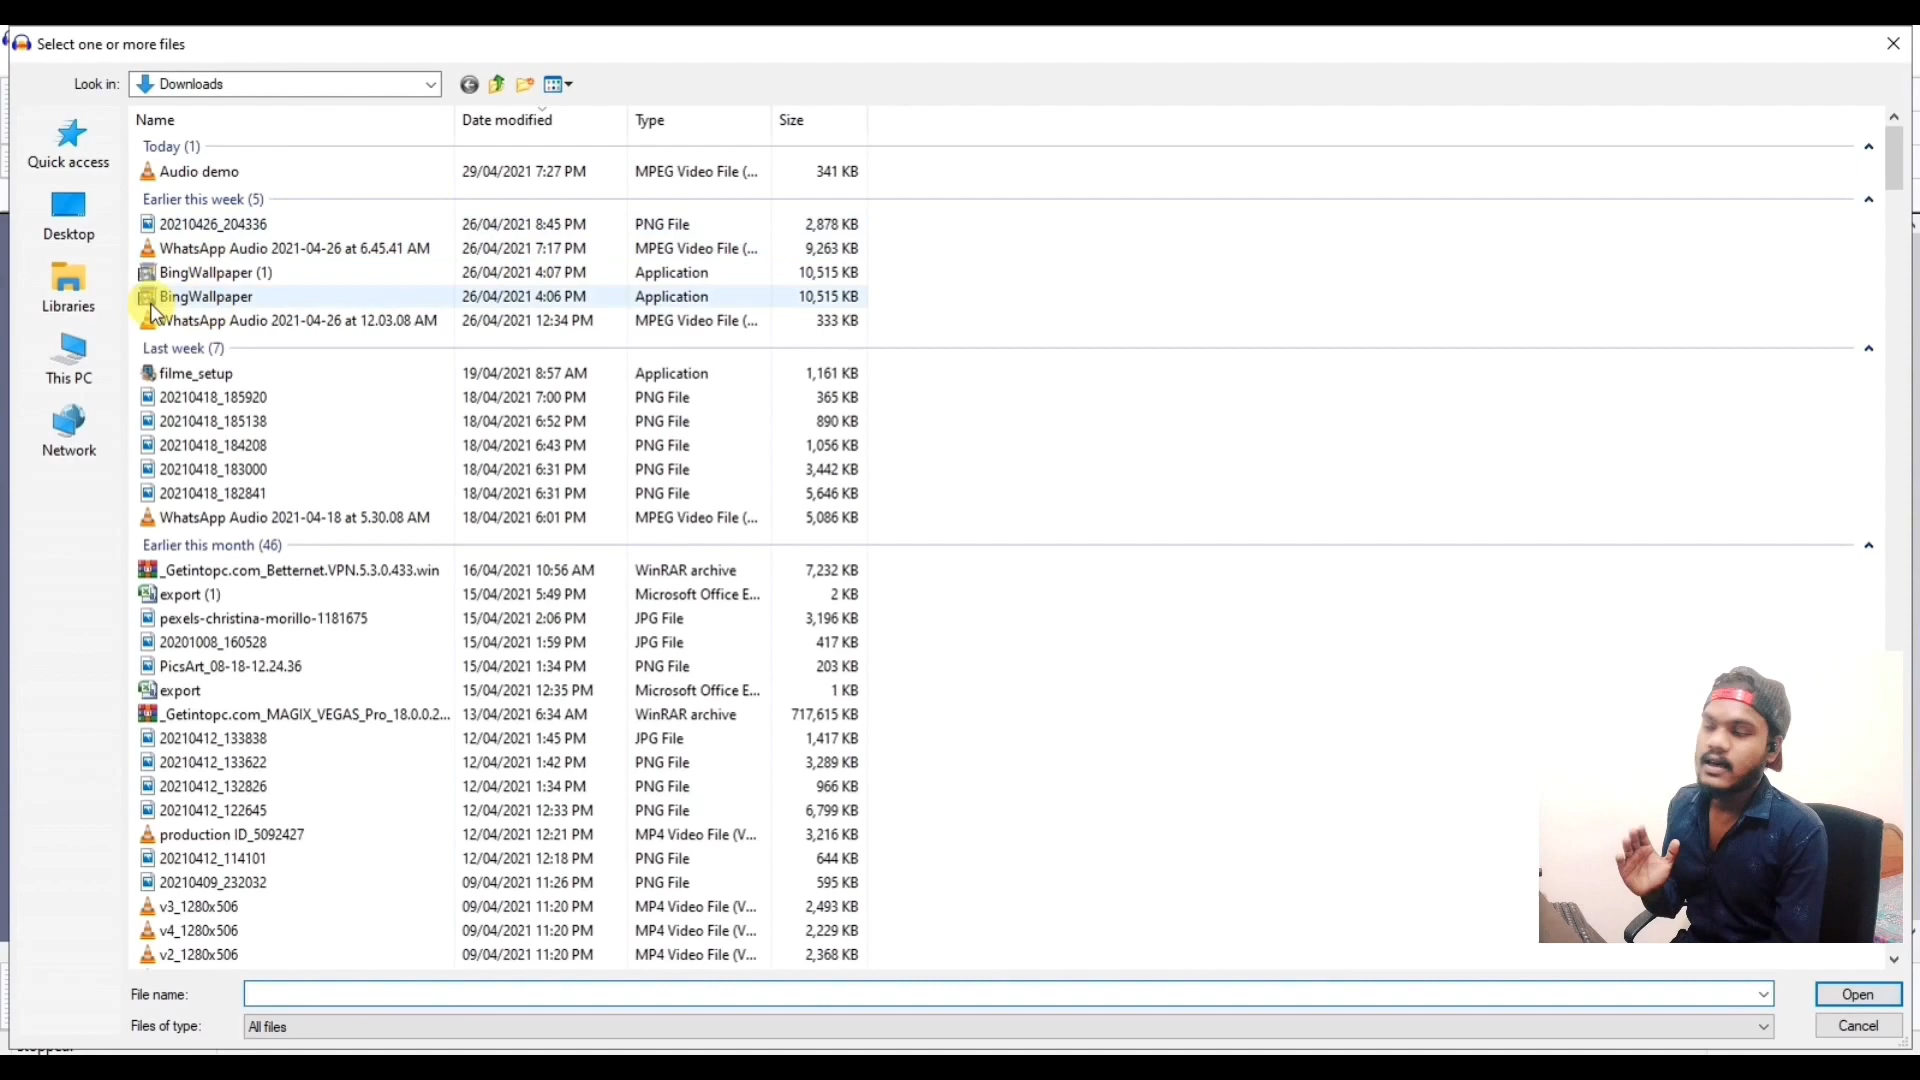 Select one or more files
Look in: Downloads
Quick access
Desktop
Libraries
This PC
Network
Name Date modified Type Size
Today (1)
Audio demo 29/04/2021 7:27 PM MPEG Video File (... 341 KB
Earlier this week (5)
20210426_204336 26/04/2021 8:45 PM PNG File 2,878 KB
WhatsApp Audio 2021-04-26 at 6.45.41 AM 26/04/2021 7:17 PM MPEG Video File (... 9,263 KB
BingWallpaper (1) 26/04/2021 4:07 PM Application 10,515 KB
BingWallpaper 26/04/2021 4:06 PM Application 10,515 KB
WhatsApp Audio 2021-04-26 at 12.03.08 AM 26/04/2021 12:34 PM MPEG Video File (... 333 KB
Last week (7)
filme_setup 19/04/2021 8:57 AM Application 1,161 KB
20210418_185920 18/04/2021 7:00 PM PNG File 365 KB
20210418_185138 18/04/2021 6:52 PM PNG File 890 KB
20210418_184208 18/04/2021 6:43 PM PNG File 1,056 KB
20210418_183000 18/04/2021 6:31 PM PNG File 3,442 KB
20210418_182841 18/04/2021 6:31 PM PNG File 5,646 KB
WhatsApp Audio 2021-04-18 at 5.30.08 AM 18/04/2021 6:01 PM MPEG Video File (... 5,086 KB
Earlier this month (46)
_Getintopc.com_Betternet.VPN.5.3.0.433.win 16/04/2021 10:56 AM WinRAR archive 7,232 KB
export (1) 15/04/2021 5:49 PM Microsoft Office E... 2 KB
pexels-christina-morillo-1181675 15/04/2021 2:06 PM JPG File 3,196 KB
20201008_160528 15/04/2021 1:59 PM JPG File 417 KB
PicsArt_08-18-12.24.36 15/04/2021 1:34 PM PNG File 203 KB
export 15/04/2021 12:35 PM Microsoft Office E... 1 KB
_Getintopc.com_MAGIX_VEGAS_Pro_18.0.0.2... 13/04/2021 6:34 AM WinRAR archive 717,615 KB
20210412_133838 12/04/2021 1:45 PM JPG File 1,417 KB
20210412_133622 12/04/2021 1:42 PM PNG File 3,289 KB
20210412_132826 12/04/2021 1:34 PM PNG File 966 KB
20210412_122645 12/04/2021 12:33 PM PNG File 6,799 KB
production ID_5092427 12/04/2021 12:21 PM MP4 Video File (V... 3,216 KB
20210412_114101 12/04/2021 12:18 PM PNG File 644 KB
20210409_232032 09/04/2021 11:26 PM PNG File 595 KB
v3_1280x506 09/04/2021 11:20 PM MP4 Video File (V... 2,493 KB
v4_1280x506 09/04/2021 11:20 PM MP4 Video File (V... 2,229 KB
v2_1280x506 09/04/2021 11:20 PM MP4 Video File (V... 2,368 KB
File name: Open
Files of type: All files Cancel